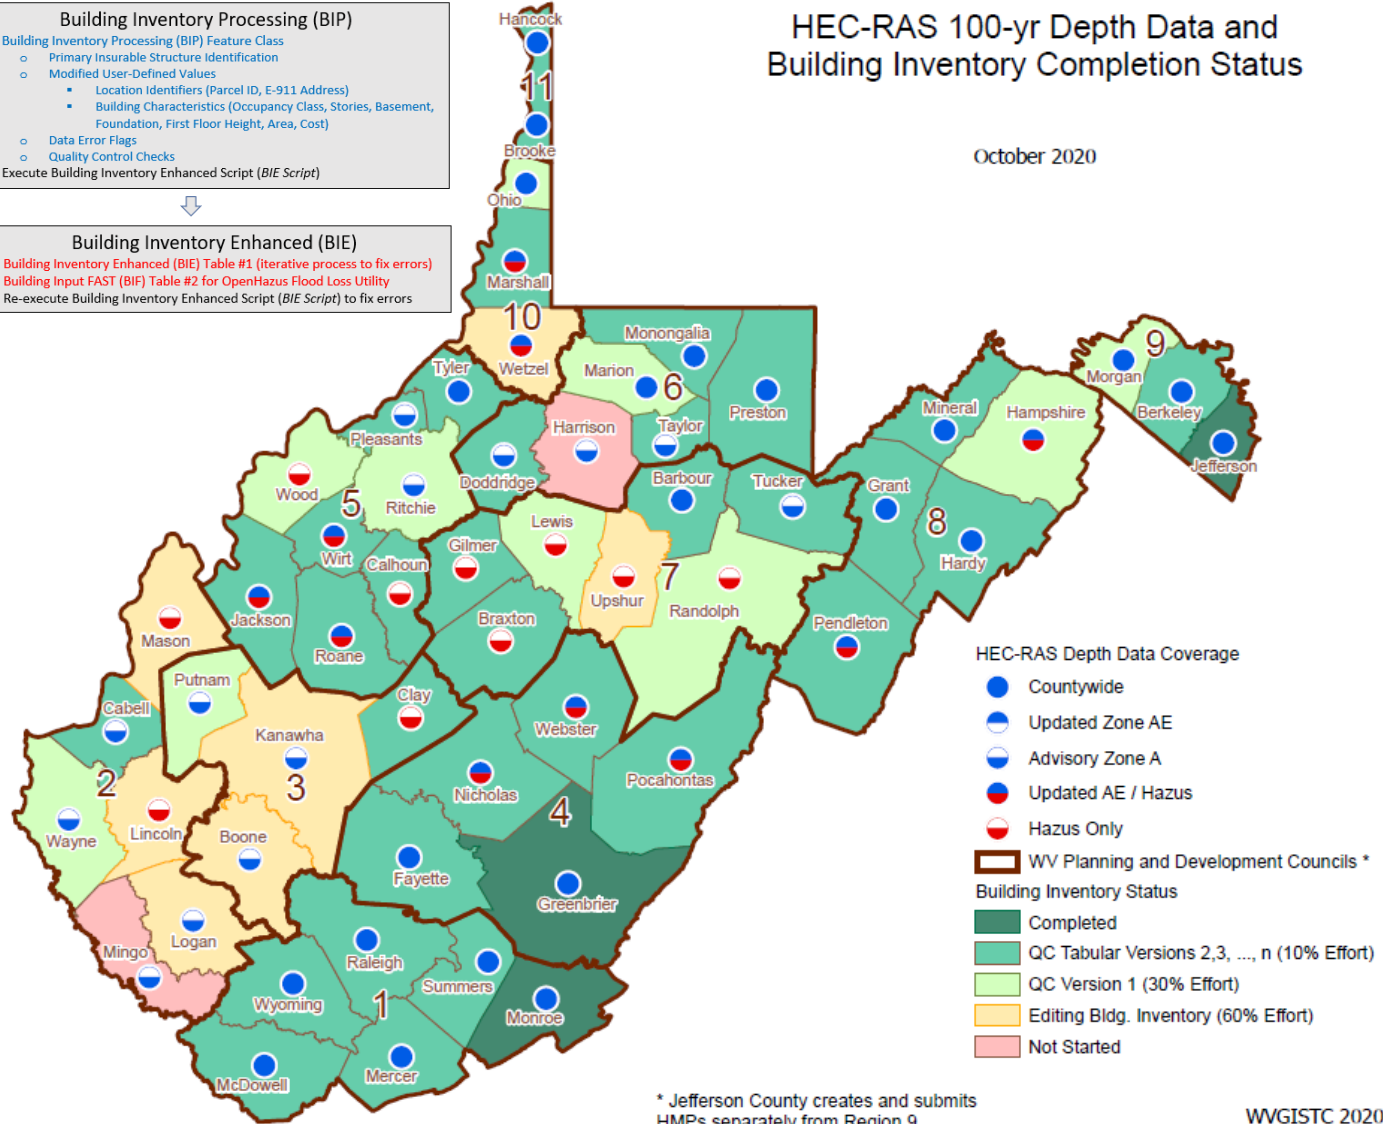 Building Inventory Processing (BIP)
Building Inventory Processing (BIP) Feature Class
o Primary Insurable Structure Identification
o Modified User-Defined Values
▪ Location Identifiers (Parcel ID, E-911 Address)
▪ Building Characteristics (Occupancy Class, Stories, Basement,
Foundation, First Floor Height, Area, Cost)
o Data Error Flags
o Quality Control Checks
Execute Building Inventory Enhanced Script (BIE Script)
Building Inventory Enhanced (BIE)
Building Inventory Enhanced (BIE) Table #1 (iterative process to fix errors)
Building Input FAST (BIF) Table #2 for OpenHazus Flood Loss Utility
Re-execute Building Inventory Enhanced Script (BIE Script) to fix errors
HEC-RAS 100-yr Depth Data and
Building Inventory Completion Status
October 2020
Hancock
11
Brooke
Ohio
Marshall
10
Wetzel
Monongalia
Marion
6
Preston
Tyler
Pleasants
Harrison
Taylor
Doddridge
Wood
Ritchie
5
Wirt
Calhoun
Jackson
Roane
Barbour
Tucker
Lewis
Gilmer
Upshur
7
Randolph
Braxton
Mineral
Hampshire
Grant
8
Hardy
Pendleton
Morgan
9
Berkeley
Jefferson
Mason
Putnam
Cabell
Clay
Kanawha
3
2
Wayne
Lincoln
Boone
Logan
Mingo
Webster
Nicholas
Pocahontas
4
Fayette
Greenbrier
Raleigh
Summers
Wyoming
1
Monroe
McDowell
Mercer
HEC-RAS Depth Data Coverage
Countywide
Updated Zone AE
Advisory Zone A
Updated AE / Hazus
Hazus Only
WV Planning and Development Councils *
Building Inventory Status
Completed
QC Tabular Versions 2,3, ..., n (10% Effort)
QC Version 1 (30% Effort)
Editing Bldg. Inventory (60% Effort)
Not Started
* Jefferson County creates and submits
HMPs separately from Region 9
WVGISTC 2020